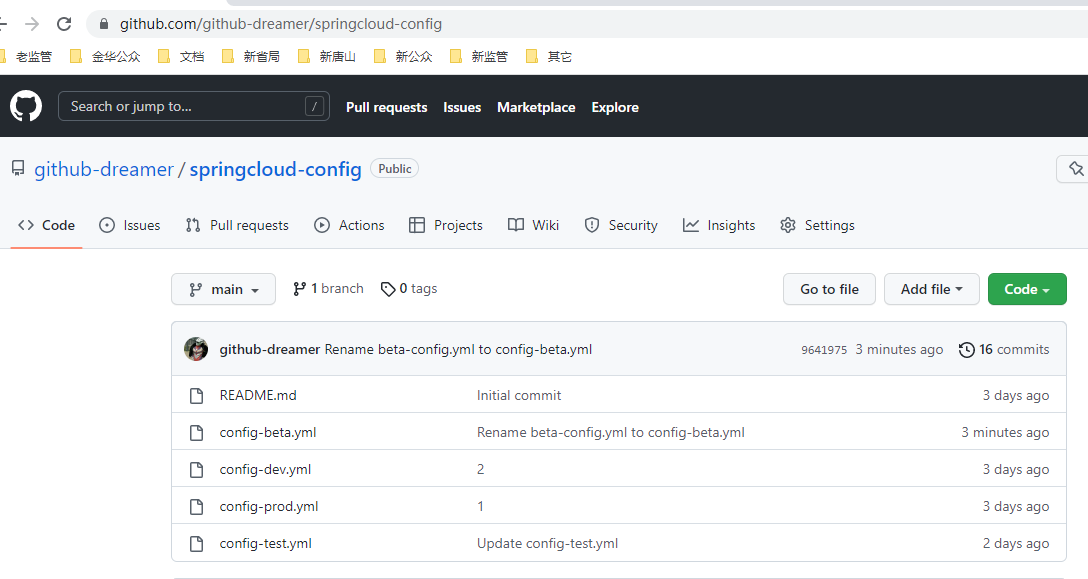 github.com/github-dreamer/springcloud-config
老监管 金华公众 文档 新省局 新唐山 新公众 新监管 其它
Search or jump to... / Pull requests Issues Marketplace Explore
github-dreamer / springcloud-config Public
Code Issues Pull requests Actions Projects Wiki Security Insights Settings
main 1 branch 0 tags Go to file Add file Code
github-dreamer Rename beta-config.yml to config-beta.yml 9641975 3 minutes ago 16 commits
README.md Initial commit 3 days ago
config-beta.yml Rename beta-config.yml to config-beta.yml 3 minutes ago
config-dev.yml 2 3 days ago
config-prod.yml 1 3 days ago
config-test.yml Update config-test.yml 2 days ago